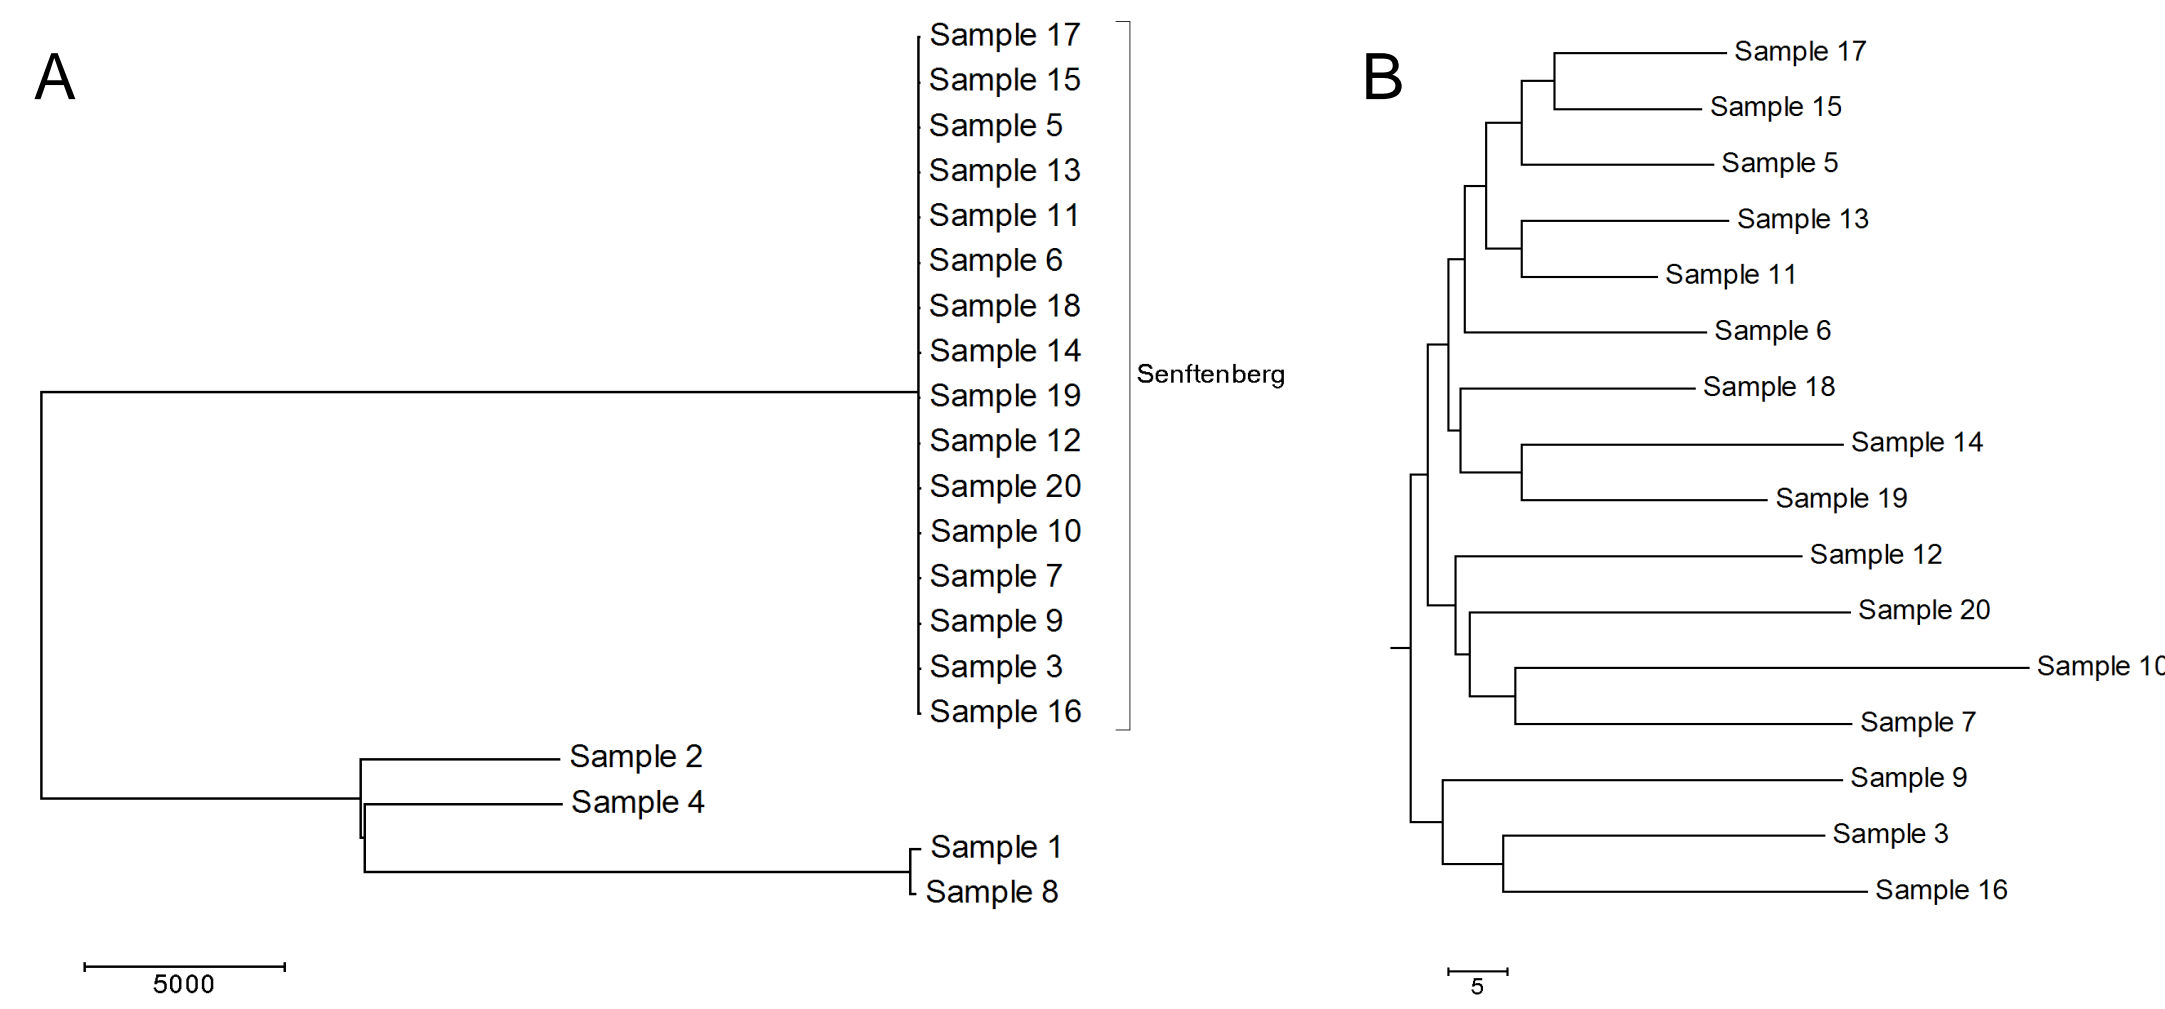 A
Sample 17
Sample 15
Sample 5
Sample 13
Sample 11
Sample 6
Sample 18
Sample 14
Sample 19
Sample 12
Sample 20
Sample 10
Sample 7
Sample 9
Sample 3
Sample 16
Senftenberg
Sample 2
Sample 4
Sample 1
Sample 8
5000
B
Sample 17
Sample 15
Sample 5
Sample 13
Sample 11
Sample 6
Sample 18
Sample 14
Sample 19
Sample 12
Sample 20
Sample 10
Sample 7
Sample 9
Sample 3
Sample 16
5